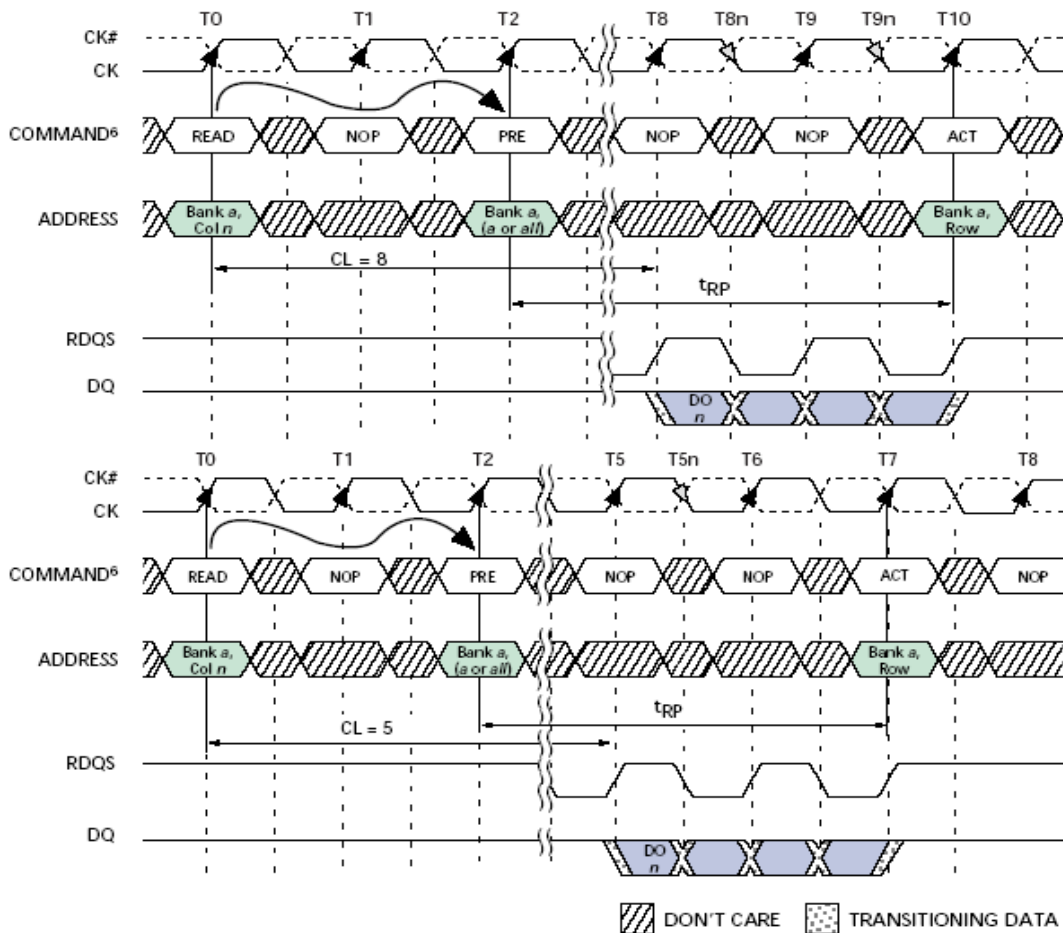 T0 T1 T2 T8 T8n T9 T9n T10
CK#
CK
COMMAND⁶ READ NOP PRE NOP NOP ACT
ADDRESS Bank a, Col n Bank a, (a or all) Bank a, Row
CL = 8
tRP
RDQS
DQ
DO n
T0 T1 T2 T5 T5n T6 T7 T8
CK#
CK
COMMAND⁶ READ NOP PRE NOP NOP ACT NOP
ADDRESS Bank a, Col n Bank a, (a or all) Bank a, Row
tRP
CL = 5
RDQS
DQ
DO n
DON'T CARE TRANSITIONING DATA